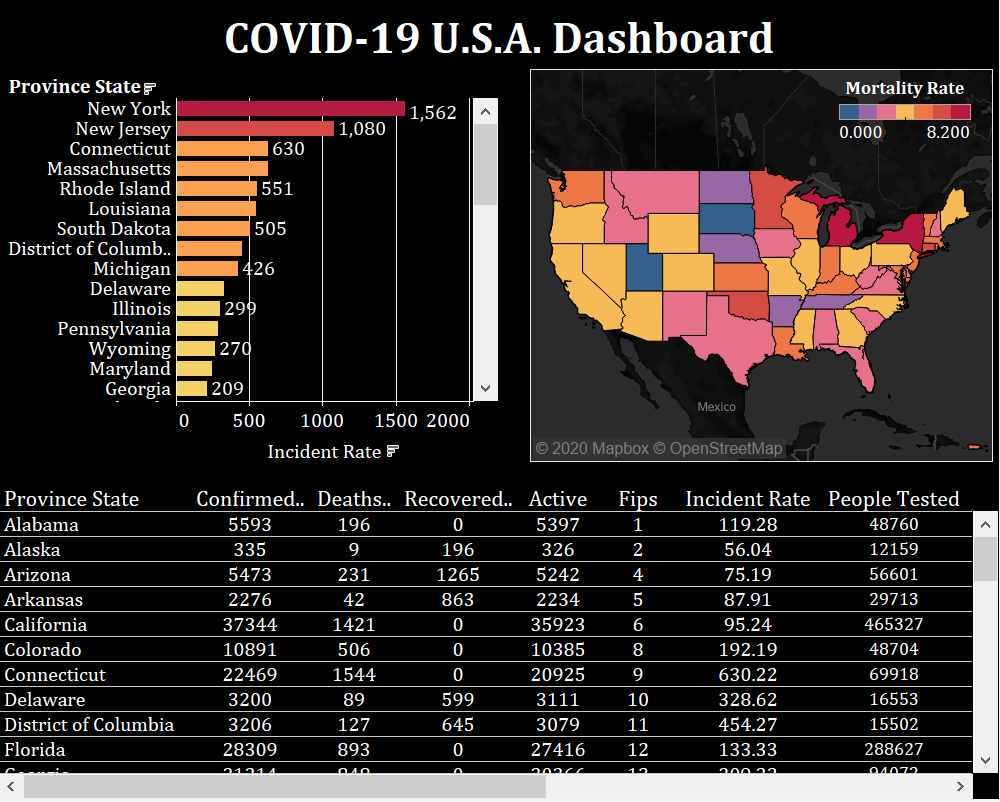 COVID-19 U.S.A. Dashboard
Province State
New York 1,562
New Jersey 1,080
Connecticut 630
Massachusetts
Rhode Island 551
Louisiana
South Dakota 505
District of Columb..
Michigan 426
Delaware
Illinois 299
Pennsylvania
Wyoming 270
Maryland
Georgia 209
0 500 1000 1500 2000
Incident Rate
Mortality Rate
0.000 8.200
Mexico
© 2020 Mapbox © OpenStreetMap
Province State Confirmed.. Deaths.. Recovered.. Active Fips Incident Rate People Tested
Alabama 5593 196 0 5397 1 119.28 48760
Alaska 335 9 196 326 2 56.04 12159
Arizona 5473 231 1265 5242 4 75.19 56601
Arkansas 2276 42 863 2234 5 87.91 29713
California 37344 1421 0 35923 6 95.24 465327
Colorado 10891 506 0 10385 8 192.19 48704
Connecticut 22469 1544 0 20925 9 630.22 69918
Delaware 3200 89 599 3111 10 328.62 16553
District of Columbia 3206 127 645 3079 11 454.27 15502
Florida 28309 893 0 27416 12 133.33 288627